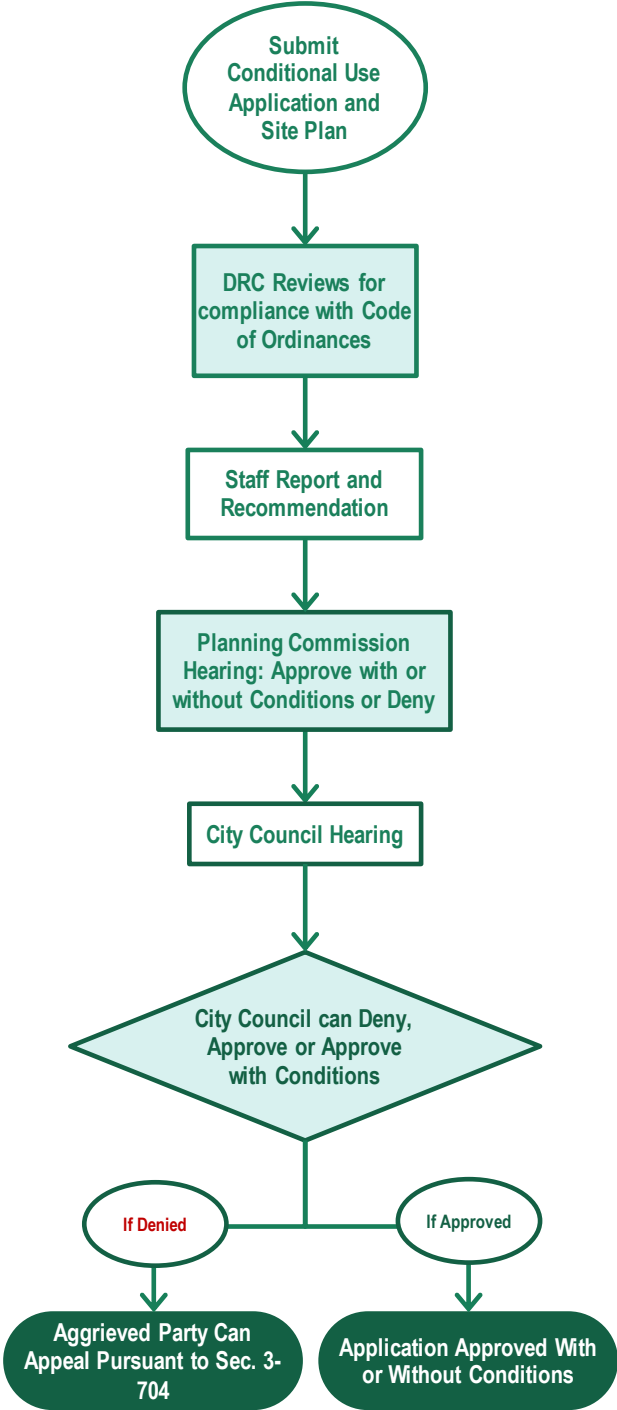 Submit
Conditional Use
Application and
Site Plan
DRC Reviews for
compliance with Code
of Ordinances
Staff Report and
Recommendation
Planning Commission
Hearing: Approve with or
without Conditions or Deny
City Council Hearing
City Council can Deny,
Approve or Approve
with Conditions
If Denied
If Approved
Aggrieved Party Can
Appeal Pursuant to Sec. 3-
704
Application Approved With
or Without Conditions